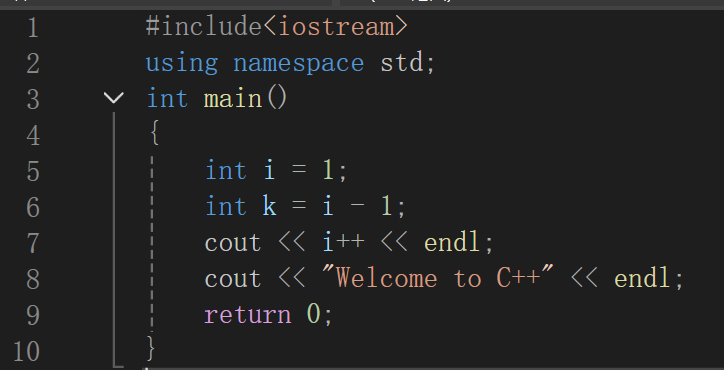 1 #include<iostream>
2 using namespace std;
3 int main()
4 {
5 int i = 1;
6 int k = i - 1;
7 cout << i++ << endl;
8 cout << "Welcome to C++" << endl;
9 return 0;
10 }